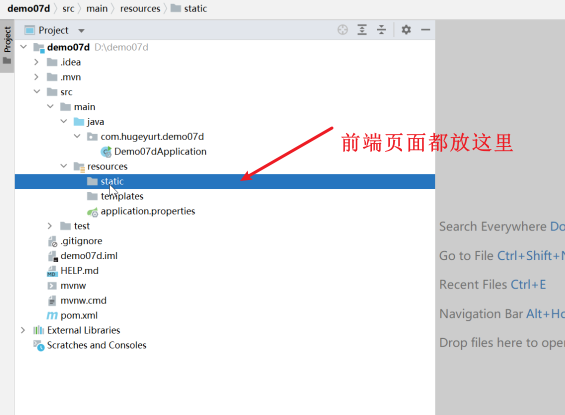 demo07d > src > main > resources > static
Project
Project
demo07d D:\demo07d
.idea
.mvn
src
main
java
com.hugeyurt.demo07d
Demo07dApplication
前端页面都放这里
resources
static
templates
application.properties
test
.gitignore
demo07d.iml
HELP.md
mvnw
mvnw.cmd
pom.xml
External Libraries
Scratches and Consoles
Search Everywhere Do
Go to File Ctrl+Shift+N
Recent Files Ctrl+E
Navigation Bar Alt+Ho
Drop files here to open